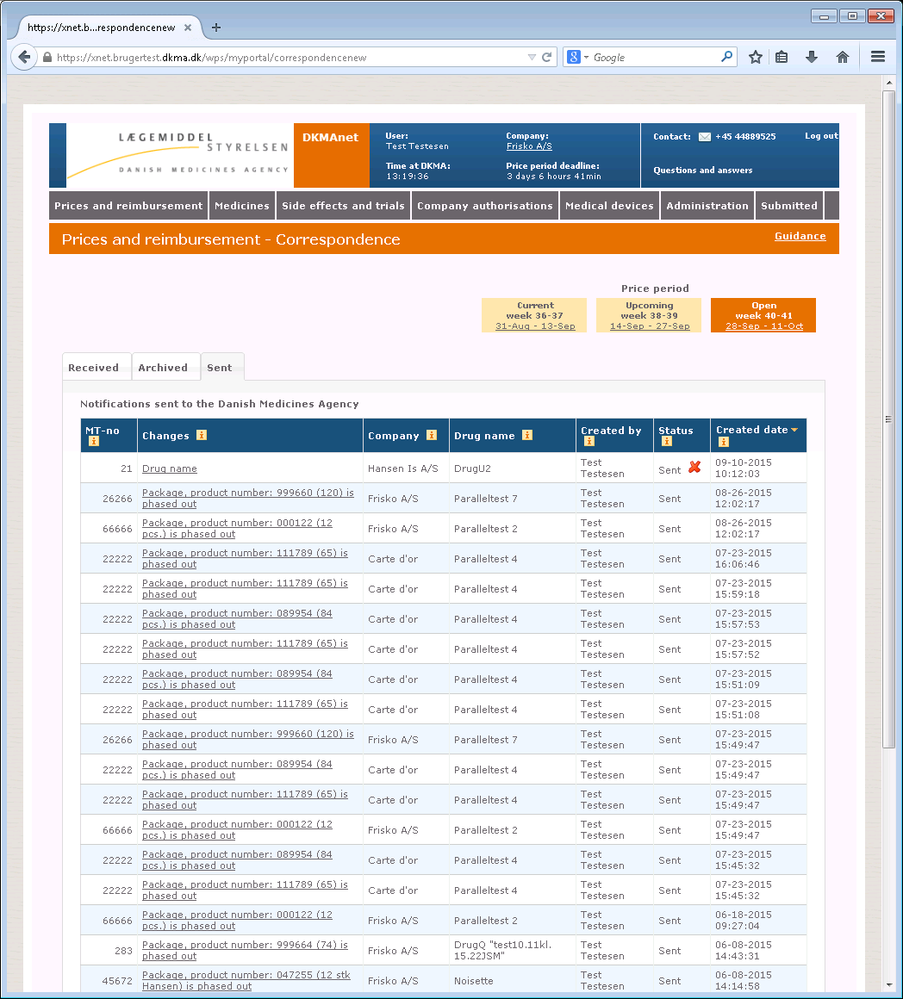 https://xnet.b...respondencenew
https://xnet.brugertest.dkma.dk/wps/myportal/correspondencenew
Google
LÆGEMIDDEL
STYRELSEN
DANISH MEDICINES AGENCY
DKMAnet
User:
Test Testesen
Time at DKMA:
13:19:36
Company:
Frisko A/S
Price period deadline:
3 days 6 hours 41min
Contact: +45 44889525 Log out
Questions and answers
Prices and reimbursement Medicines Side effects and trials Company authorisations Medical devices Administration Submitted
Prices and reimbursement - Correspondence
Guidance
Price period
Current
week 36-37
31-Aug - 13-Sep
Upcoming
week 38-39
14-Sep - 27-Sep
Open
week 40-41
28-Sep - 11-Oct
Received Archived Sent
Notifications sent to the Danish Medicines Agency
MT-no Changes Company Drug name Created by Status Created date
21 Drug name Hansen Is A/S DrugU2 Test Testesen Sent 09-10-2015 10:12:03
26266 Package, product number: 999660 (120) is phased out Frisko A/S Paralleltest 7 Test Testesen Sent 08-26-2015 12:02:17
66666 Package, product number: 000122 (12 pcs.) is phased out Frisko A/S Paralleltest 2 Test Testesen Sent 08-26-2015 12:02:17
22222 Package, product number: 111789 (65) is phased out Carte d'or Paralleltest 4 Test Testesen Sent 07-23-2015 16:06:46
22222 Package, product number: 111789 (65) is phased out Carte d'or Paralleltest 4 Test Testesen Sent 07-23-2015 15:59:18
22222 Package, product number: 089954 (84 pcs.) is phased out Carte d'or Paralleltest 4 Test Testesen Sent 07-23-2015 15:57:53
22222 Package, product number: 111789 (65) is phased out Carte d'or Paralleltest 4 Test Testesen Sent 07-23-2015 15:57:52
22222 Package, product number: 089954 (84 pcs.) is phased out Carte d'or Paralleltest 4 Test Testesen Sent 07-23-2015 15:51:09
22222 Package, product number: 111789 (65) is phased out Carte d'or Paralleltest 4 Test Testesen Sent 07-23-2015 15:51:08
26266 Package, product number: 999660 (120) is phased out Frisko A/S Paralleltest 7 Test Testesen Sent 07-23-2015 15:49:47
22222 Package, product number: 089954 (84 pcs.) is phased out Carte d'or Paralleltest 4 Test Testesen Sent 07-23-2015 15:49:47
22222 Package, product number: 111789 (65) is phased out Carte d'or Paralleltest 4 Test Testesen Sent 07-23-2015 15:49:47
66666 Package, product number: 000122 (12 pcs.) is phased out Frisko A/S Paralleltest 2 Test Testesen Sent 07-23-2015 15:49:47
22222 Package, product number: 089954 (84 pcs.) is phased out Carte d'or Paralleltest 4 Test Testesen Sent 07-23-2015 15:45:32
22222 Package, product number: 111789 (65) is phased out Carte d'or Paralleltest 4 Test Testesen Sent 07-23-2015 15:45:32
66666 Package, product number: 000122 (12 pcs.) is phased out Frisko A/S Paralleltest 2 Test Testesen Sent 06-18-2015 09:27:04
283 Package, product number: 999664 (74) is phased out Frisko A/S DrugQ "test10.11kl. 15.22JSM" Test Testesen Sent 06-08-2015 14:43:31
45672 Package, product number: 047255 (12 stk Hansen) is phased out Frisko A/S Noisette Test Testesen Sent 06-08-2015 14:14:58